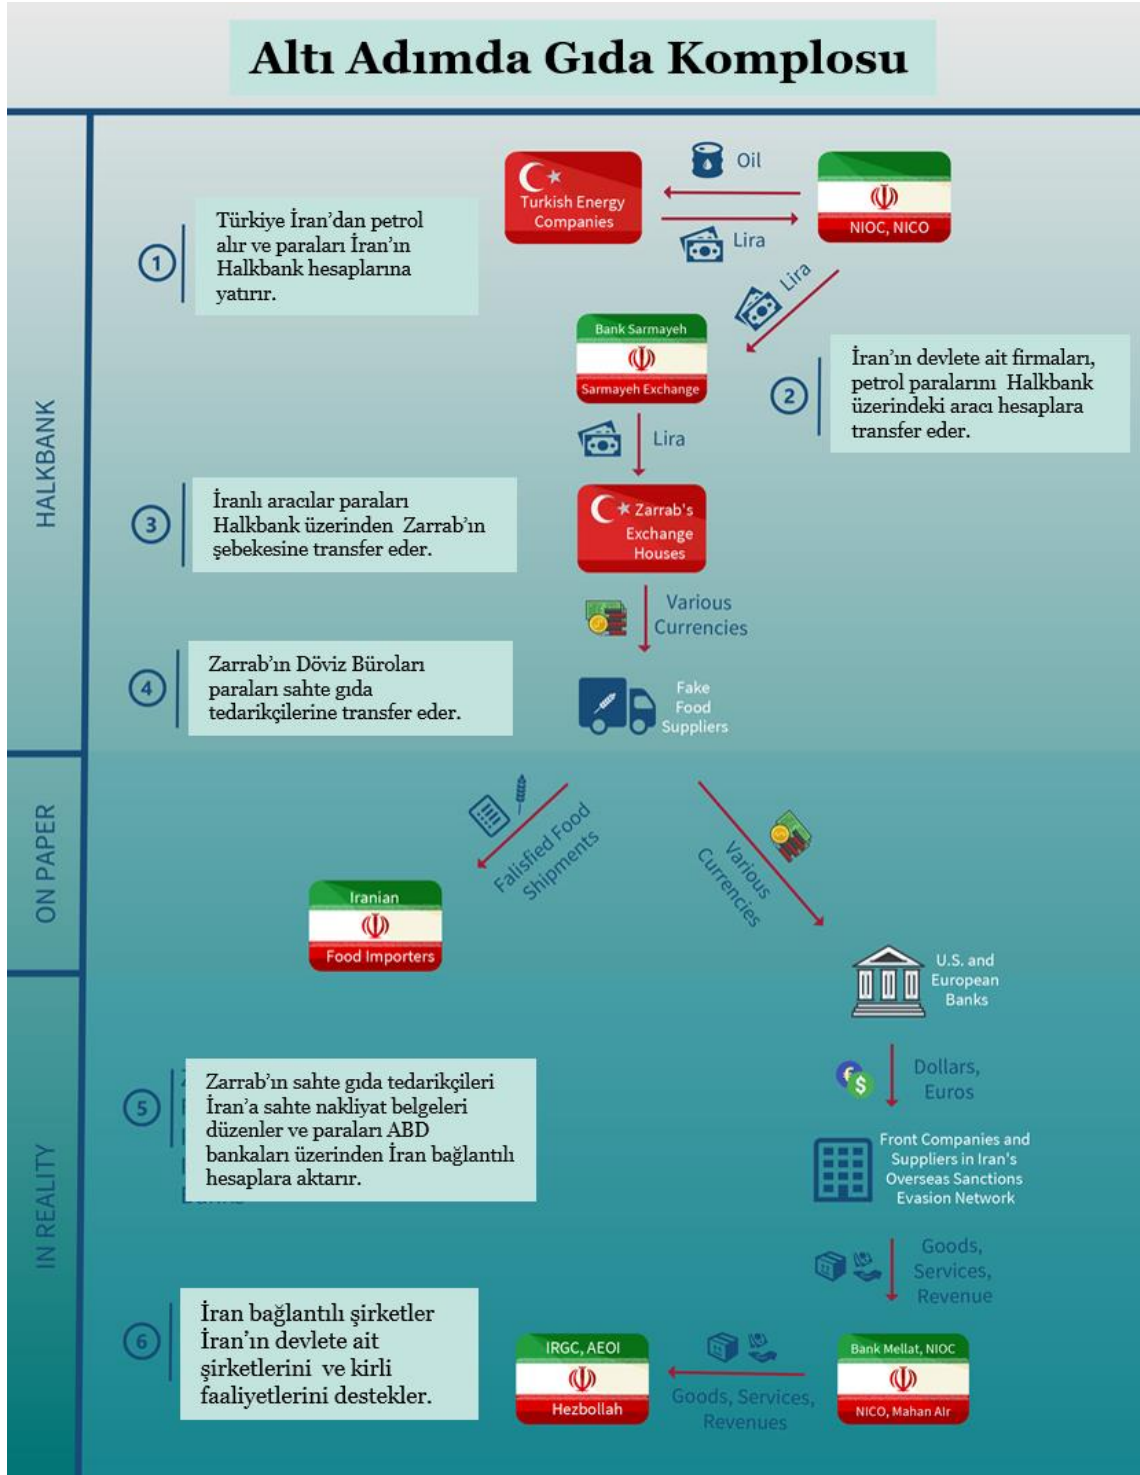 Altı Adımda Gıda Komplosu
HALKBANK
Turkish Energy
Companies
Oil
Lira
NIOC, NICO
1
Türkiye İran’dan petrol
alır ve paraları İran’ın
Halkbank hesaplarına
yatırır.
Lira
Bank Sarmayeh
Sarmayeh Exchange
2
İran’ın devlete ait firmaları,
petrol paralarını Halkbank
üzerindeki aracı hesaplara
transfer eder.
Lira
3
İranlı aracılar paraları
Halkbank üzerinden Zarrab’ın
şebekesine transfer eder.
Zarrab's
Exchange
Houses
Various
Currencies
4
Zarrab’ın Döviz Büroları
paraları sahte gıda
tedarikçilerine transfer eder.
Fake
Food
Suppliers
ON PAPER
Falisfied Food
Shipments
Various
Currencies
Iranian
Food Importers
U.S. and
European
Banks
IN REALITY
Dollars,
Euros
5
Zarrab’ın sahte gıda tedarikçileri
İran’a sahte nakliyat belgeleri
düzenler ve paraları ABD
bankaları üzerinden İran bağlantılı
hesaplara aktarır.
Front Companies and
Suppliers in Iran's
Overseas Sanctions
Evasion Network
Goods,
Services,
Revenue
6
İran bağlantılı şirketler
İran’ın devlete ait
şirketlerini ve kirli
faaliyetlerini destekler.
IRGC, AEOI
Hezbollah
Goods, Services,
Revenues
Bank Mellat, NIOC
NICO, Mahan AIr